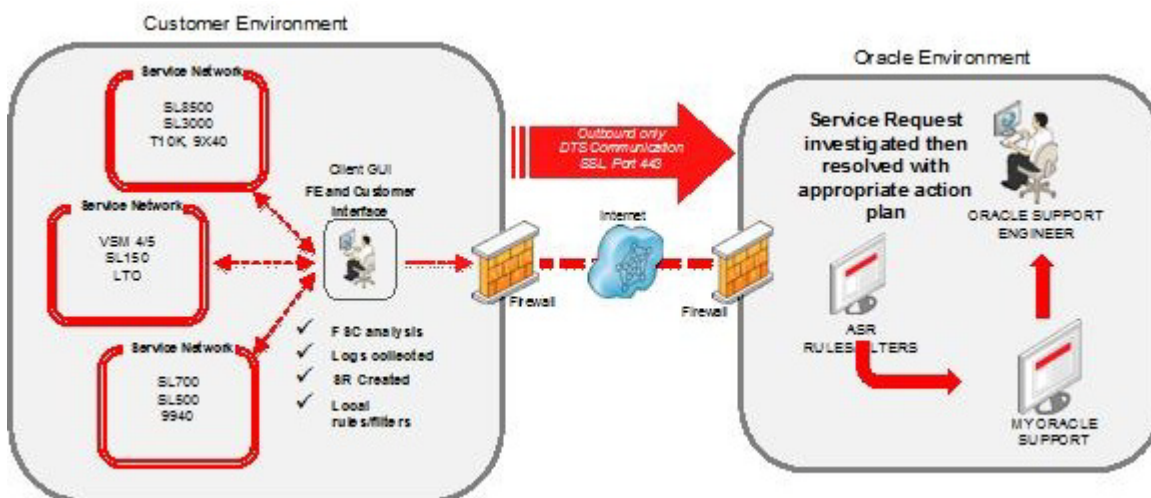 Customer Environment
Service Network
SL8500
SL3000
T10K, 9X40
Service Network
VSM 4/5
SL150
LTO
Service Network
SL700
SL500
9940
Client GUI
FE and Customer
Interface
✓ FSC analysis
✓ Logs collected
✓ SR Created
✓ Local
rules/filters
Outbound only
DTS Communication
SSL, Port 443
Firewall
Internet
Firewall
Oracle Environment
Service Request
investigated then
resolved with
appropriate action
plan
ORACLE SUPPORT
ENGINEER
ASR
RULES/FILTERS
MY ORACLE
SUPPORT